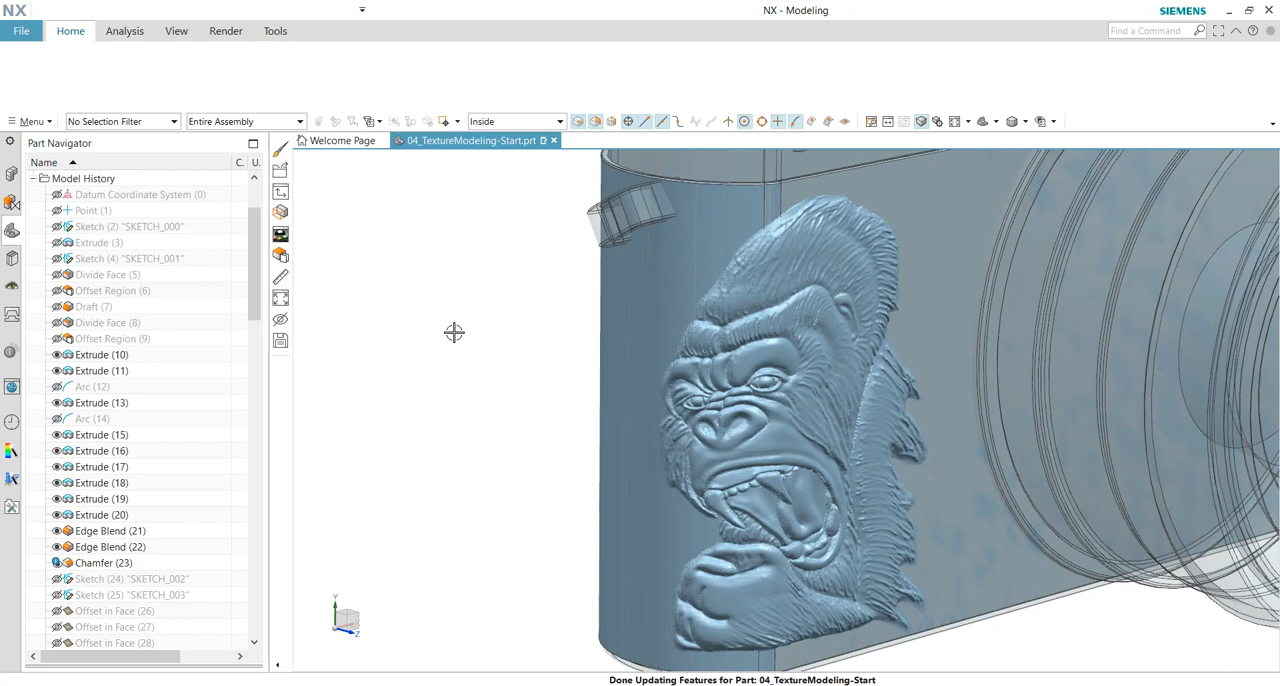 NX
NX - Modeling
SIEMENS
File
Home
Analysis
View
Render
Tools
Find a Command
Menu
No Selection Filter
Entire Assembly
Inside
Part Navigator
Welcome Page
04_TextureModeling-Start.prt
Name
C.
U.
Model History
Datum Coordinate System (0)
Point (1)
Sketch (2) "SKETCH_000"
Extrude (3)
Sketch (4) "SKETCH_001"
Divide Face (5)
Offset Region (6)
Draft (7)
Divide Face (8)
Offset Region (9)
Extrude (10)
Extrude (11)
Arc (12)
Extrude (13)
Arc (14)
Extrude (15)
Extrude (16)
Extrude (17)
Extrude (18)
Extrude (19)
Extrude (20)
Edge Blend (21)
Edge Blend (22)
Chamfer (23)
Sketch (24) "SKETCH_002"
Sketch (25) "SKETCH_003"
Offset in Face (26)
Offset in Face (27)
Offset in Face (28)
Y
Z
Done Updating Features for Part: 04_TextureModeling-Start